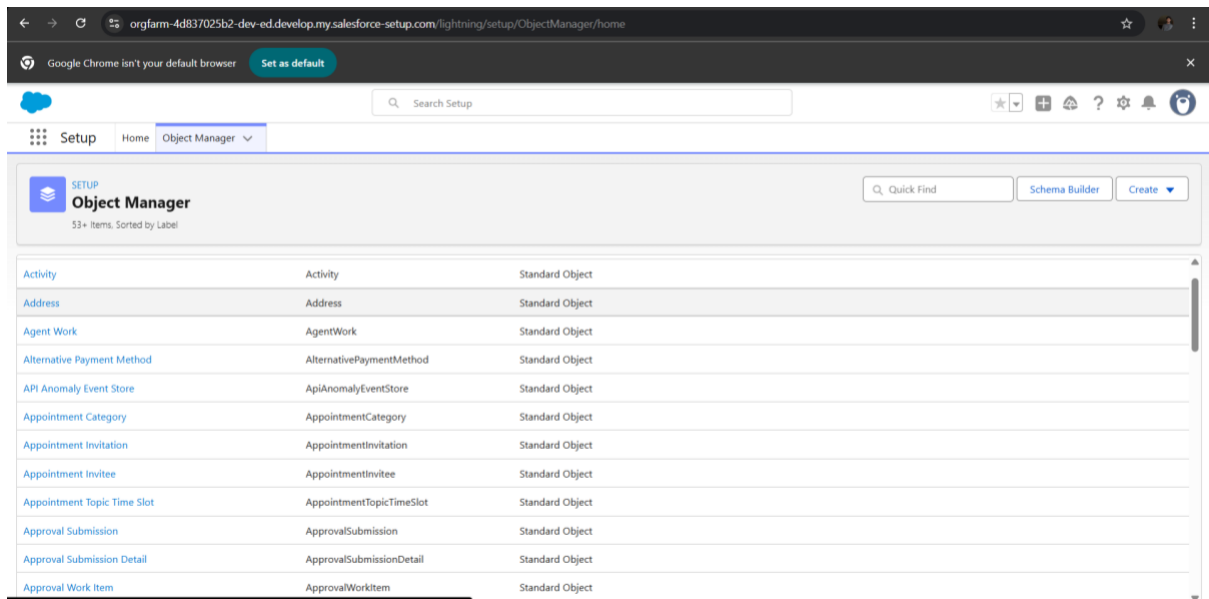 orgfarm-4d837025b2-dev-ed.develop.my.salesforce-setup.com/lightning/setup/ObjectManager/home
Google Chrome isn't your default browser Set as default
Search Setup
Setup Home Object Manager
SETUP
Object Manager
53+ Items, Sorted by Label
Quick Find Schema Builder Create
Activity Activity Standard Object
Address Address Standard Object
Agent Work AgentWork Standard Object
Alternative Payment Method AlternativePaymentMethod Standard Object
API Anomaly Event Store ApiAnomalyEventStore Standard Object
Appointment Category AppointmentCategory Standard Object
Appointment Invitation AppointmentInvitation Standard Object
Appointment Invitee AppointmentInvitee Standard Object
Appointment Topic Time Slot AppointmentTopicTimeSlot Standard Object
Approval Submission ApprovalSubmission Standard Object
Approval Submission Detail ApprovalSubmissionDetail Standard Object
Approval Work Item ApprovalWorkItem Standard Object